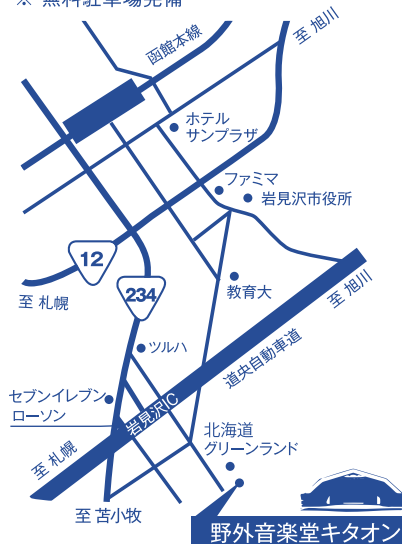 ※ 無料駐車場完備
函館本線
至 旭川
ホテル
サンプラザ
ファミマ
岩見沢市役所
12
至 札幌
234
教育大
至 旭川
ツルハ
道央自動車道
セブンイレブン
ローソン
岩見沢IC
北海道
グリーンランド
至 札幌
至 苫小牧
野外音楽堂キタオン